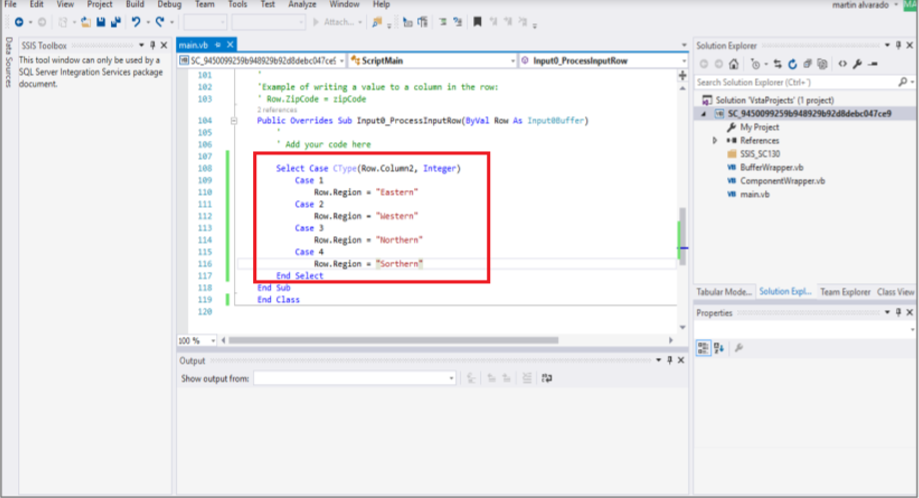 File Edit View Project Build Debug Team Tools Test Analyze Window Help
martin alvarado
Attach...
Data Sources
SSIS Toolbox
This tool window can only be used by a
SQL Server Integration Services package
document.
main.vb
ScriptMain
Input0_ProcessInputRow
101 '
102 'Example of writing a value to a column in the row:
103 ' Row.ZipCode = zipCode
2 references
104 Public Overrides Sub Input0_ProcessInputRow(ByVal Row As Input0Buffer)
105 '
106 ' Add your code here
107
108 Select Case CType(Row.Column2, Integer)
109 Case 1
110 Row.Region = "Eastern"
111 Case 2
112 Row.Region = "Western"
113 Case 3
114 Row.Region = "Northern"
115 Case 4
116 Row.Region = "Sorthern"
117 End Select
118 End Sub
119 End Class
120
100 %
Output
Show output from:
Solution Explorer
Search Solution Explorer (Ctrl+¨)
Solution 'VstaProjects' (1 project)
SC_9450099259b948929b92d8debc047ce9
My Project
References
SSIS_SC130
BufferWrapper.vb
ComponentWrapper.vb
main.vb
Tabular Mode... Solution Expl... Team Explorer Class View
Properties